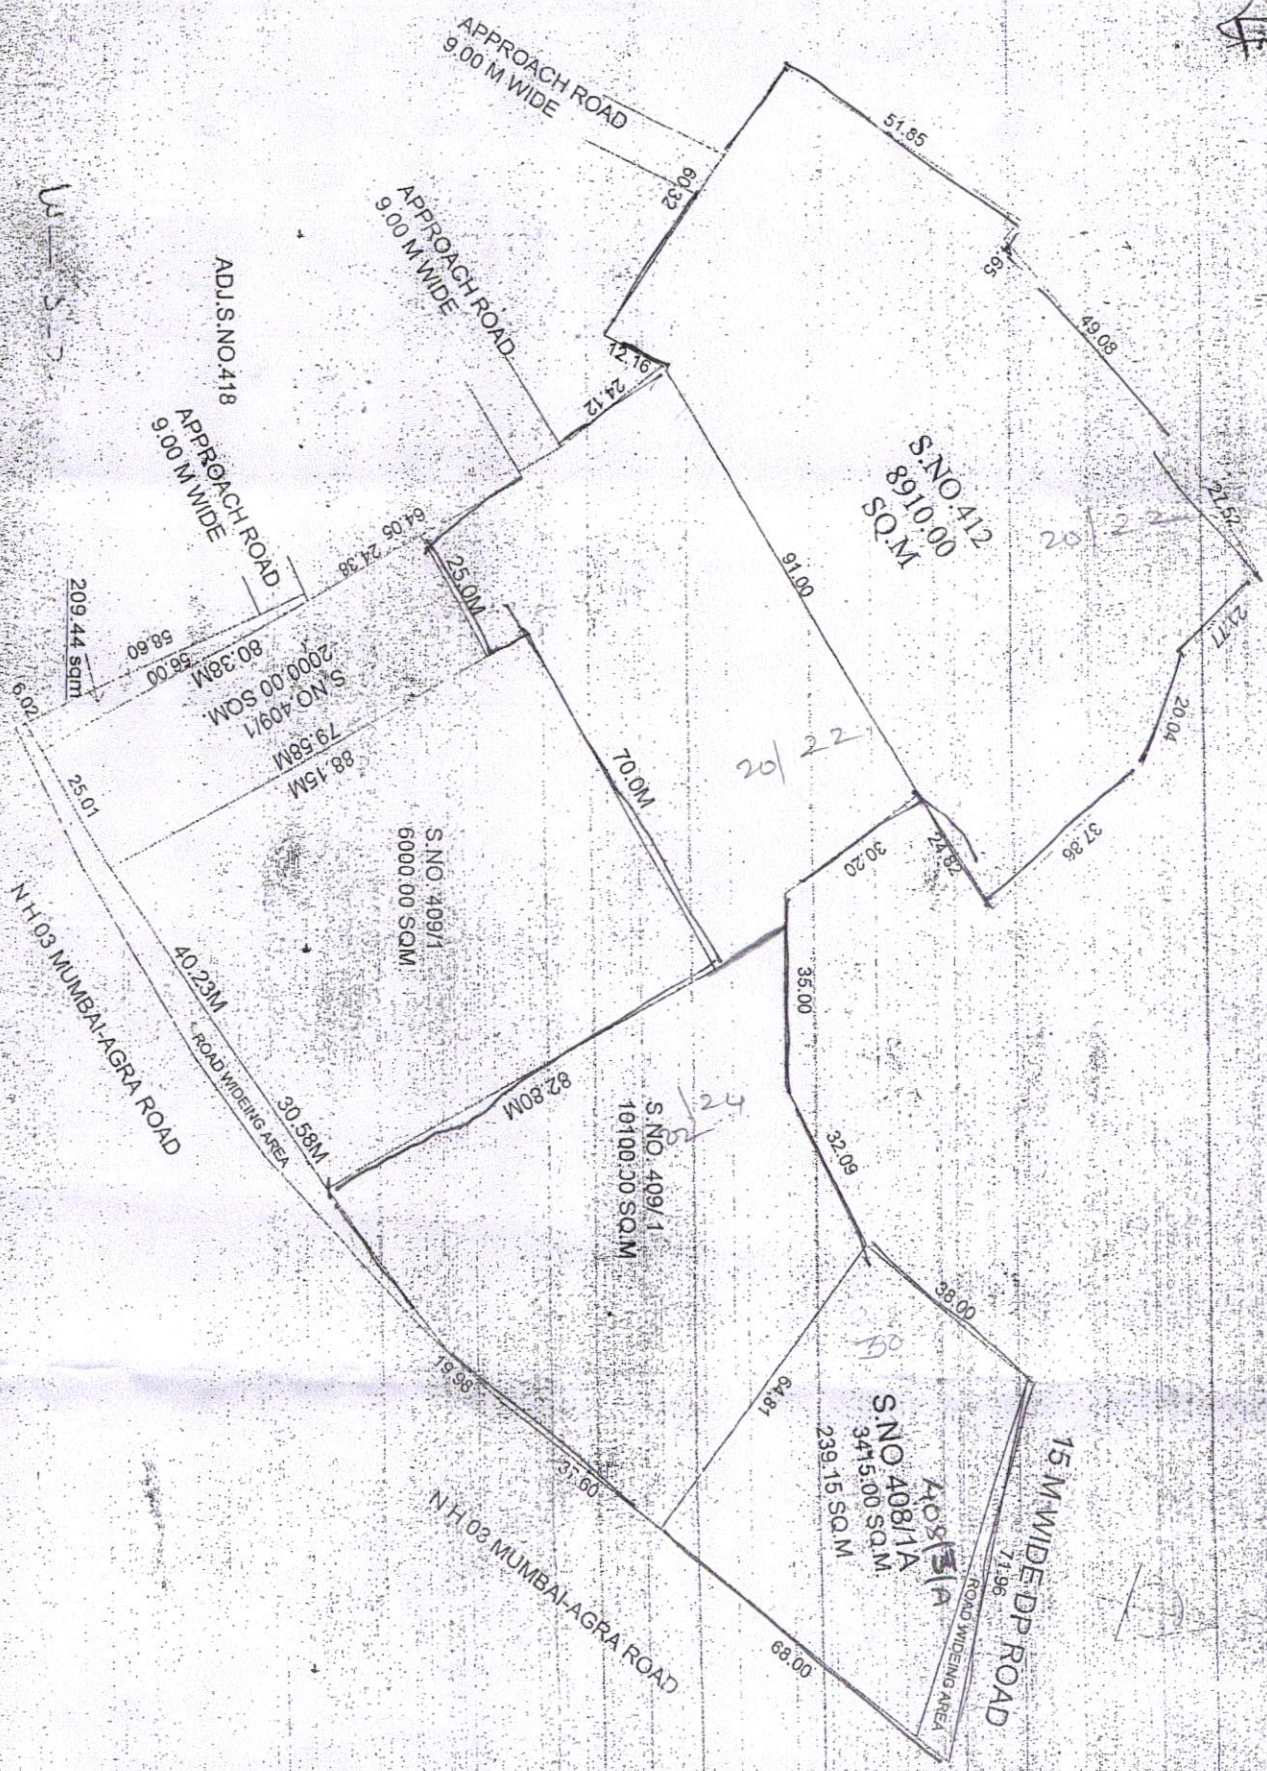 APPROACH ROAD
9.00 M WIDE
51.85
60.32
.65
49.08
APPROACH ROAD
9.00 M WIDE
12.16
24.12
S.NO.412
8910.00
SQ.M
20/22
27.52
21.77
20.04
37.86
24.82
91.00
ADJ.S.NO.418
APPROACH ROAD
9.00 M WIDE
64.05
24.38
25.0M
209.44 sqm
58.60
56.00
80.38M
2000.00 SQM.
S.NO.409/1
79.58M
88.15M
6.02
25.01
70.0M
20/22
30.20
35.00
32.09
S.NO. 409/1
6000.00 SQM.
40.23M
30.58M
ROAD WIDEING AREA
N H 03 MUMBAI-AGRA ROAD
82.80M
S.NO. 409/.1
10100.00 SQ.M
38.00
64.81
S.NO 408/1A
3415.00 SQ.M.
239.15 SQ.M
15 M WIDE DP ROAD
71.96
ROAD WIDEING AREA
19.98
68.00
N H 03 MUMBAI-AGRA ROAD